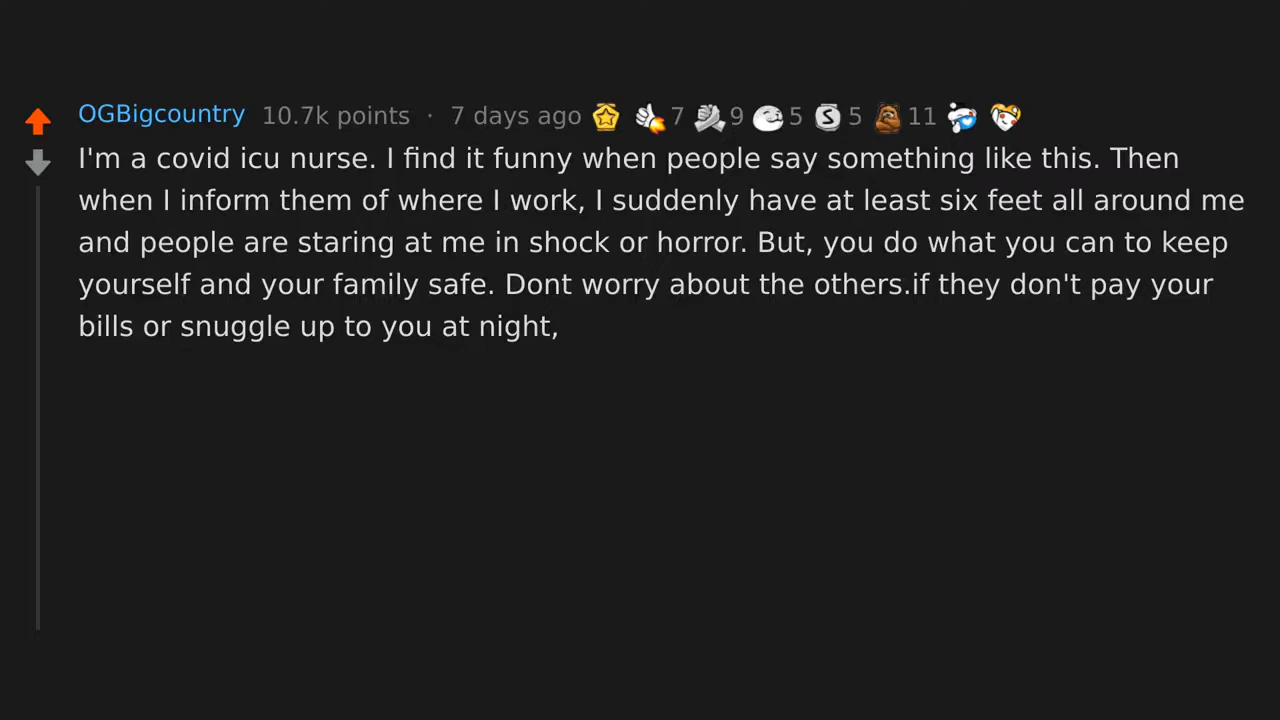 OGBigcountry 10.7k points · 7 days ago 7 9 5 S 5 11
I'm a covid icu nurse. I find it funny when people say something like this. Then
when I inform them of where I work, I suddenly have at least six feet all around me
and people are staring at me in shock or horror. But, you do what you can to keep
yourself and your family safe. Dont worry about the others.if they don't pay your
bills or snuggle up to you at night,